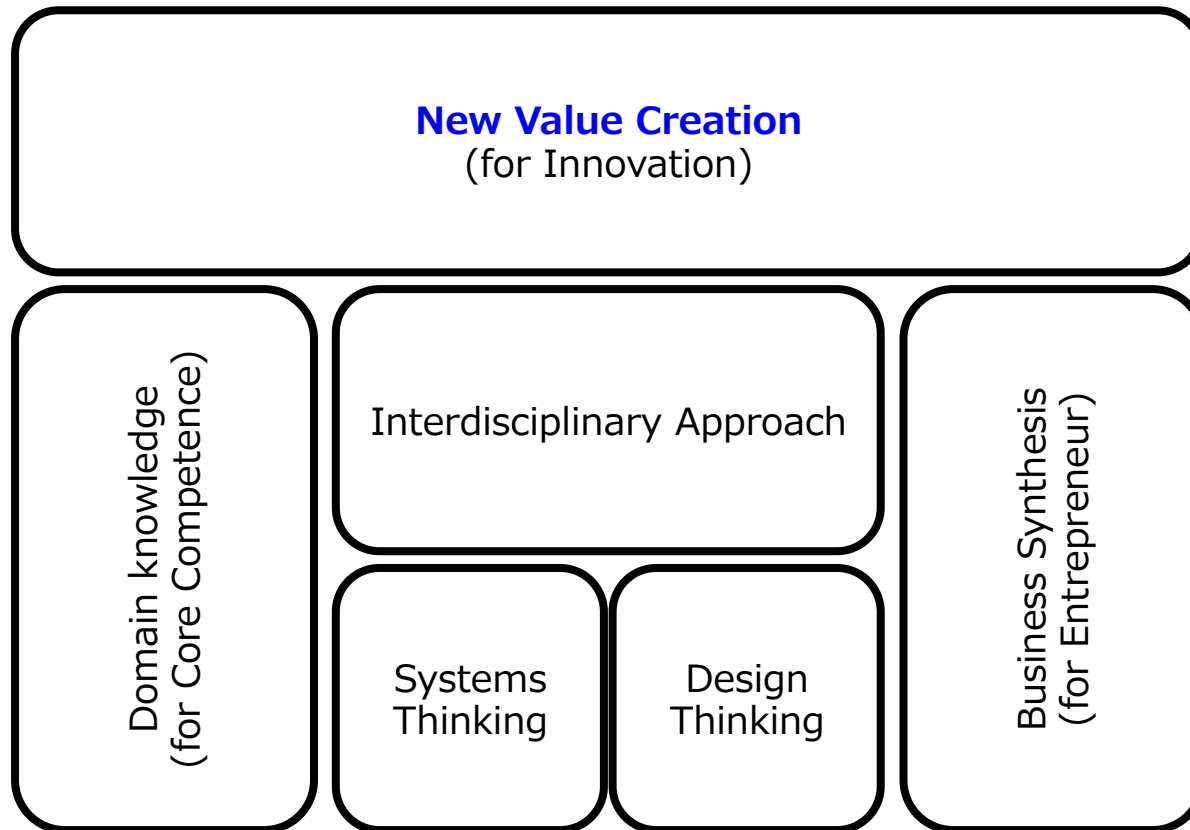 New Value Creation
(for Innovation)
Domain knowledge
(for Core Competence)
Interdisciplinary Approach
Systems
Thinking
Design
Thinking
Business Synthesis
(for Entrepreneur)